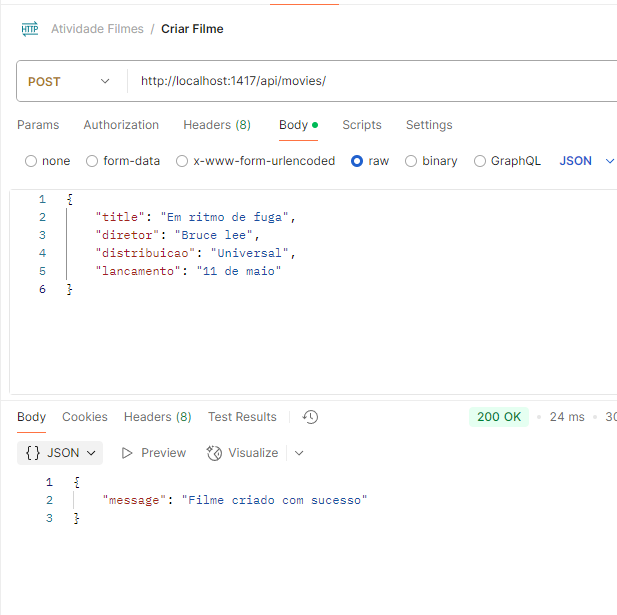 HTTP Atividade Filmes / Criar Filme
POST http://localhost:1417/api/movies/
Params Authorization Headers (8) Body Scripts Settings
none form-data x-www-form-urlencoded raw binary GraphQL JSON
1 {
2 "title": "Em ritmo de fuga",
3 "diretor": "Bruce lee",
4 "distribuicao": "Universal",
5 "lancamento": "11 de maio"
6 }
Body Cookies Headers (8) Test Results 200 OK • 24 ms •
{} JSON Preview Visualize
1 {
2 "message": "Filme criado com sucesso"
3 }